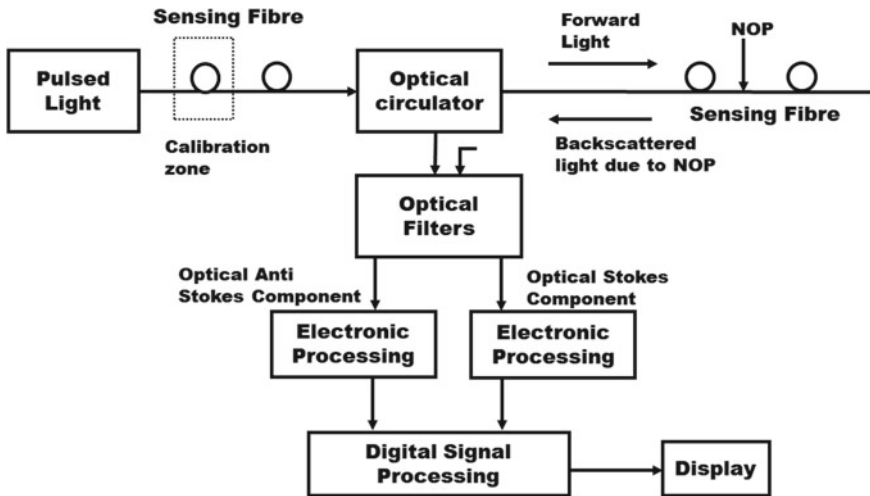 Sensing Fibre
Pulsed
Light
Calibration
zone
Optical
circulator
Forward
Light
NOP
Sensing Fibre
Backscattered
light due to NOP
Optical
Filters
Optical Anti
Stokes Component
Optical Stokes
Component
Electronic
Processing
Electronic
Processing
Digital Signal
Processing
Display